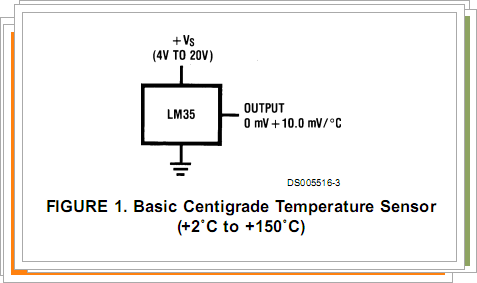 +VS
(4V TO 20V)
LM35
OUTPUT
0 mV + 10.0 mV/°C
DS005516-3
FIGURE 1. Basic Centigrade Temperature Sensor
(+2˚C to +150˚C)